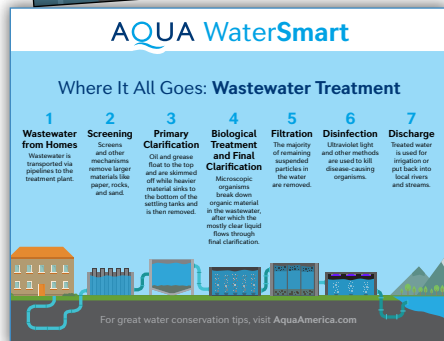 AQUA WaterSmart
Where It All Goes: Wastewater Treatment
1
Wastewater
from Homes
Wastewater is
transported via
pipelines to the
treatment plant.
2
Screening
Screens
and other
mechanisms
remove larger
materials like
paper, rocks,
and sand.
3
Primary
Clarification
Oil and grease
float to the top
and are skimmed
off while heavier
material sinks to
the bottom of the
settling tanks and
is then removed.
4
Biological
Treatment
and Final
Clarification
Microscopic
organisms
break down
organic material
in the wastewater,
after which the
mostly clear liquid
flows through
final clarification.
5
Filtration
The majority
of remaining
suspended
particles in
the water
are removed.
6
Disinfection
Ultraviolet light
and other methods
are used to kill
disease-causing
organisms.
7
Discharge
Treated water
is used for
irrigation or
put back into
local rivers
and streams.
For great water conservation tips, visit AquaAmerica.com